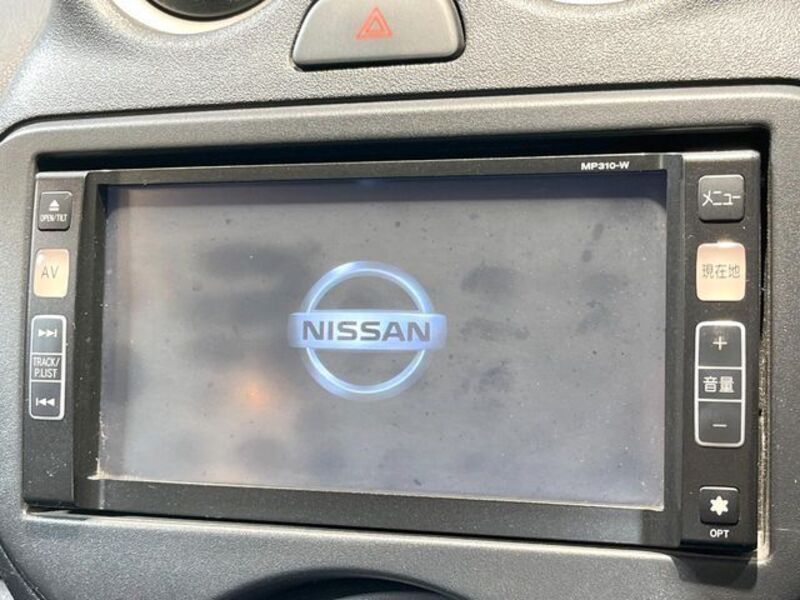 MP310-W
OPEN/TILT
AV
TRACK/
P.LIST
NISSAN
メニュー
現在地
+
音量
−
OPT